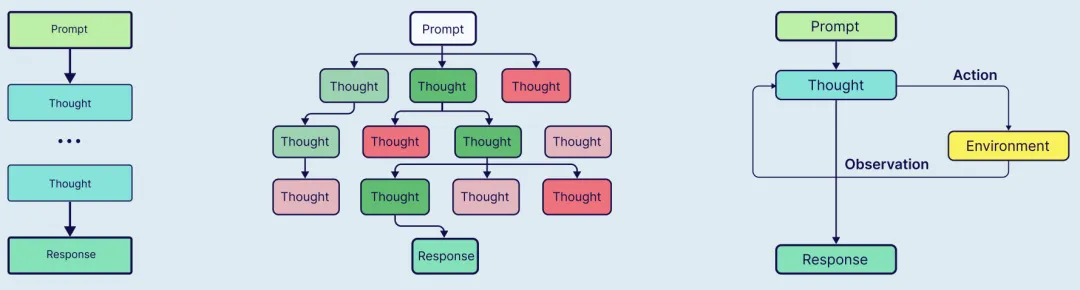 Prompt
Thought
...
Thought
Response
Prompt
Thought
Thought
Thought
Thought
Thought
Thought
Thought
Thought
Thought
Thought
Thought
Response
Prompt
Thought
Action
Environment
Observation
Response